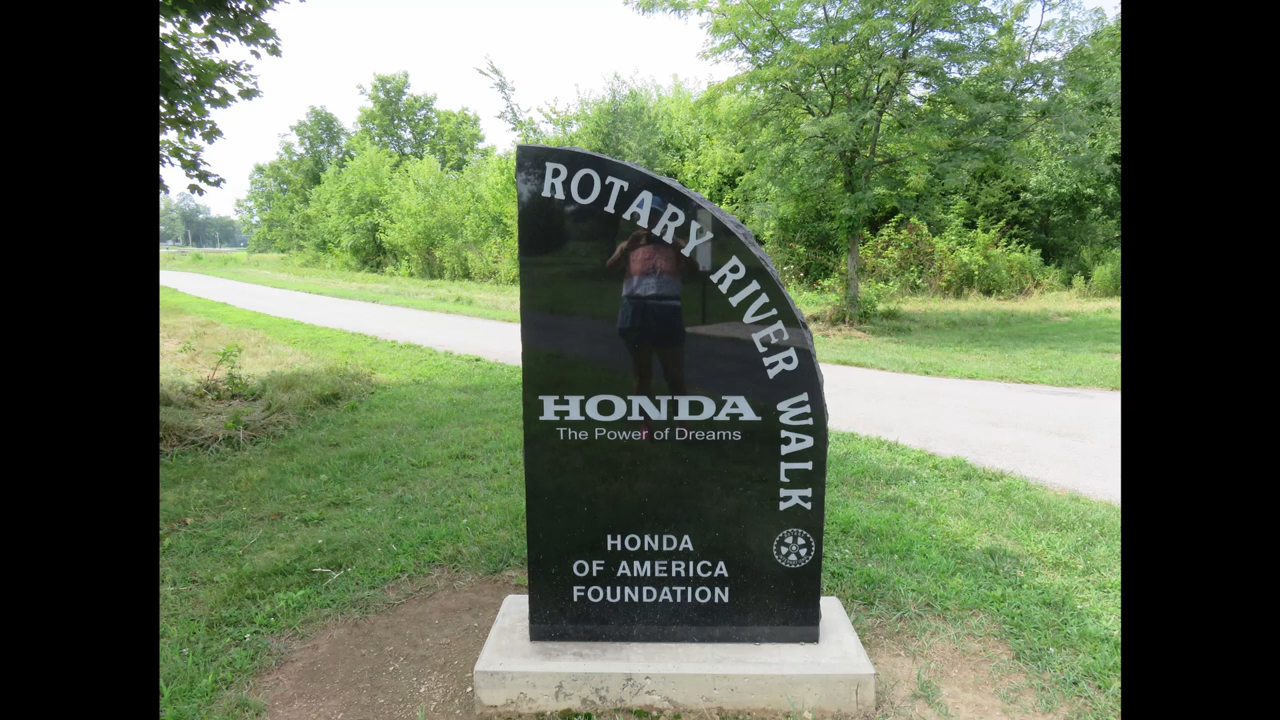 ROTARY RIVER WALK
HONDA
The Power of Dreams
HONDA
OF AMERICA
FOUNDATION